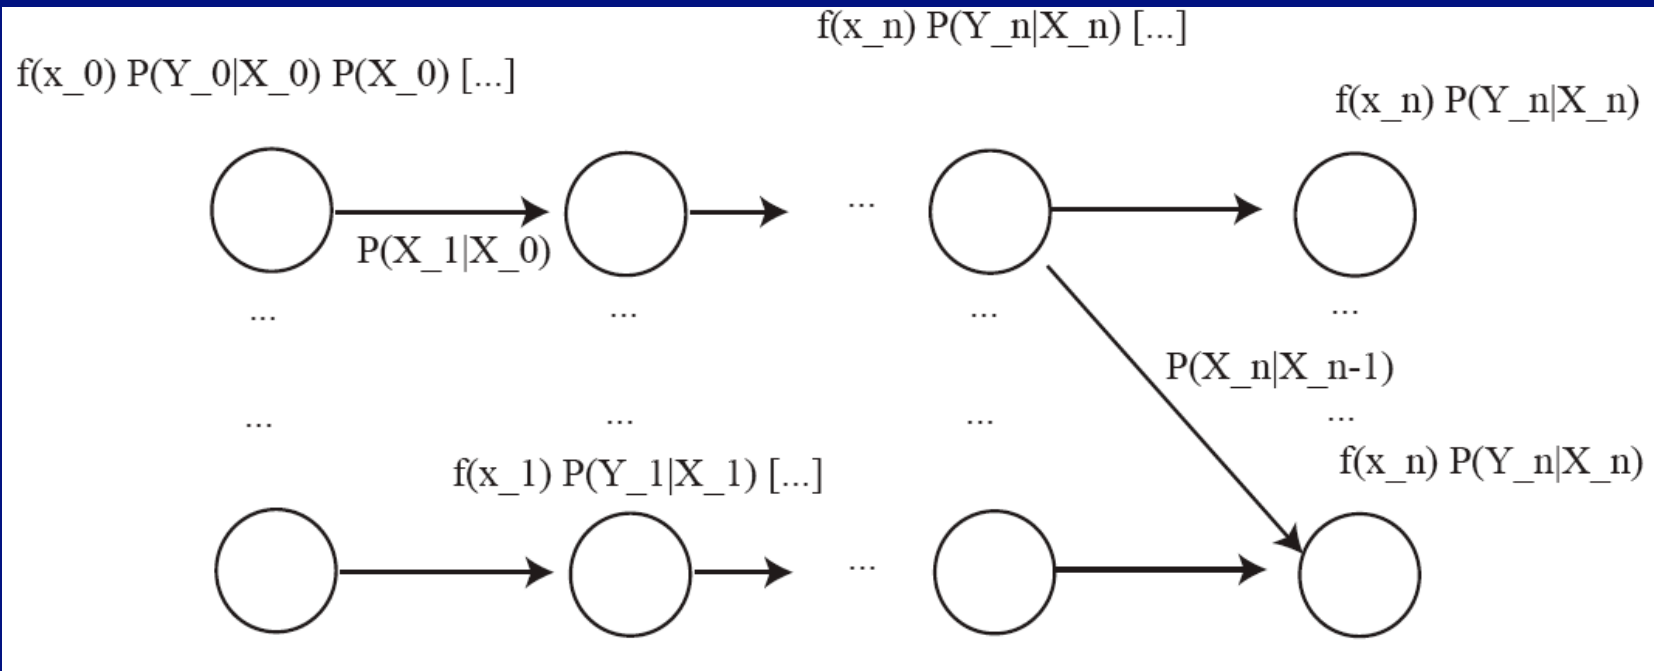 f(x_n) P(Y_n|X_n) [...]
f(x_0) P(Y_0|X_0) P(X_0) [...]
f(x_n) P(Y_n|X_n)
...
P(X_1|X_0)
... ... ... ...
P(X_n|X_n-1)
... ... ... ...
f(x_1) P(Y_1|X_1) [...]
f(x_n) P(Y_n|X_n)
...